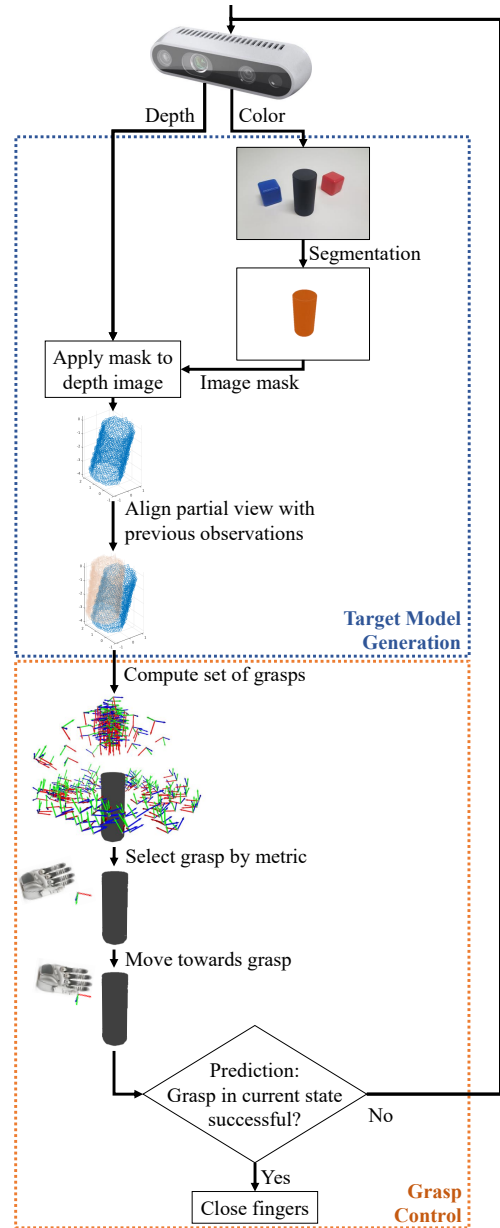 Depth
Color
Segmentation
Apply mask to
depth image
Image mask
Align partial view with
previous observations
Target Model
Generation
Compute set of grasps
Select grasp by metric
Move towards grasp
Prediction:
Grasp in current state
successful?
No
Yes
Close fingers
Grasp
Control